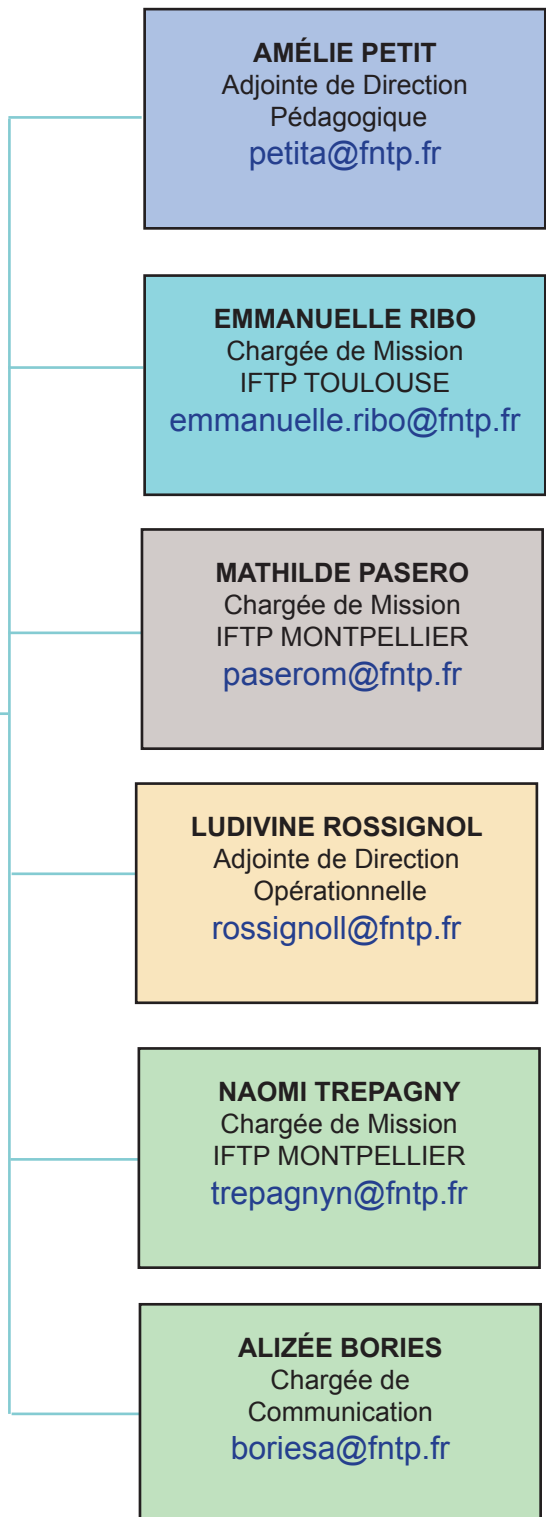 AMÉLIE PETIT
Adjointe de Direction
Pédagogique
petita@fntp.fr
EMMANUELLE RIBO
Chargée de Mission
IFTP TOULOUSE
emmanuelle.ribo@fntp.fr
MATHILDE PASERO
Chargée de Mission
IFTP MONTPELLIER
paserom@fntp.fr
LUDIVINE ROSSIGNOL
Adjointe de Direction
Opérationnelle
rossignoll@fntp.fr
NAOMI TREPAGNY
Chargée de Mission
IFTP MONTPELLIER
trepagnyn@fntp.fr
ALIZÉE BORIES
Chargée de
Communication
boriesa@fntp.fr